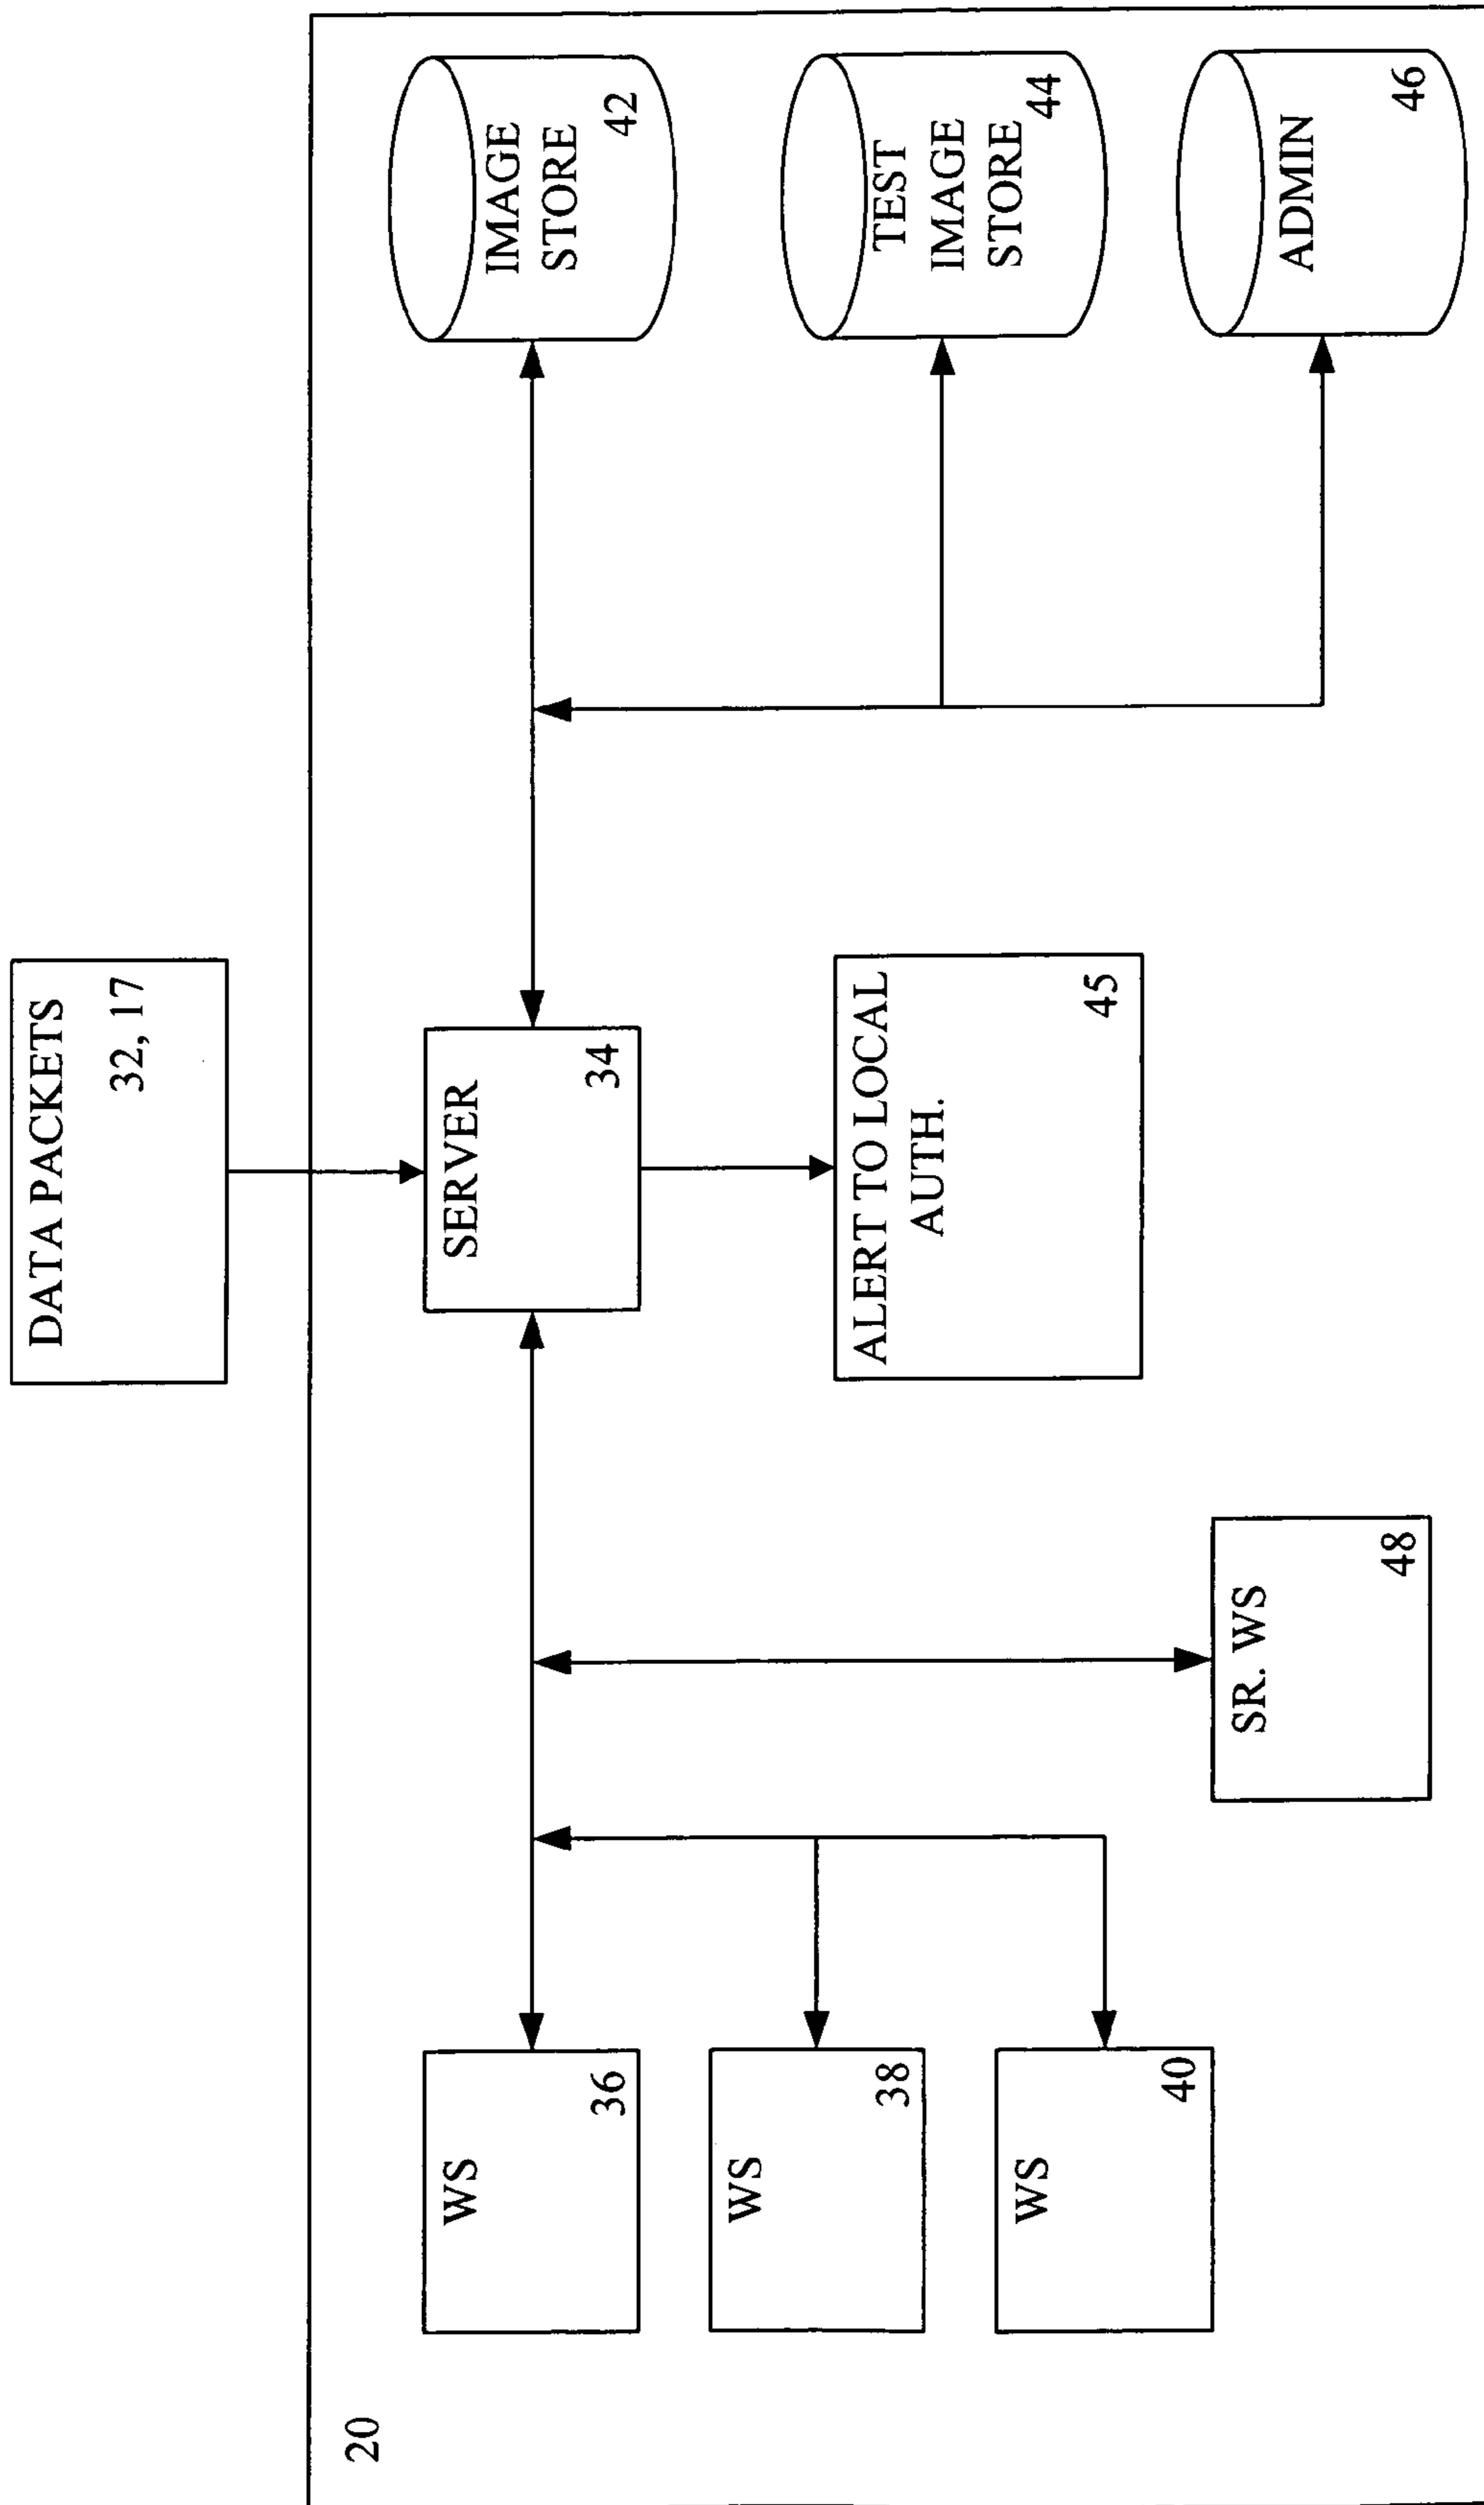 DATA PACKETS
32, 17
20
WS
36
WS
38
WS
40
SERVER
34
ALERT TO LOCAL
AUTH.
45
SR. WS
48
IMAGE
STORE
42
TEST
IMAGE
STORE
44
ADMIN
46